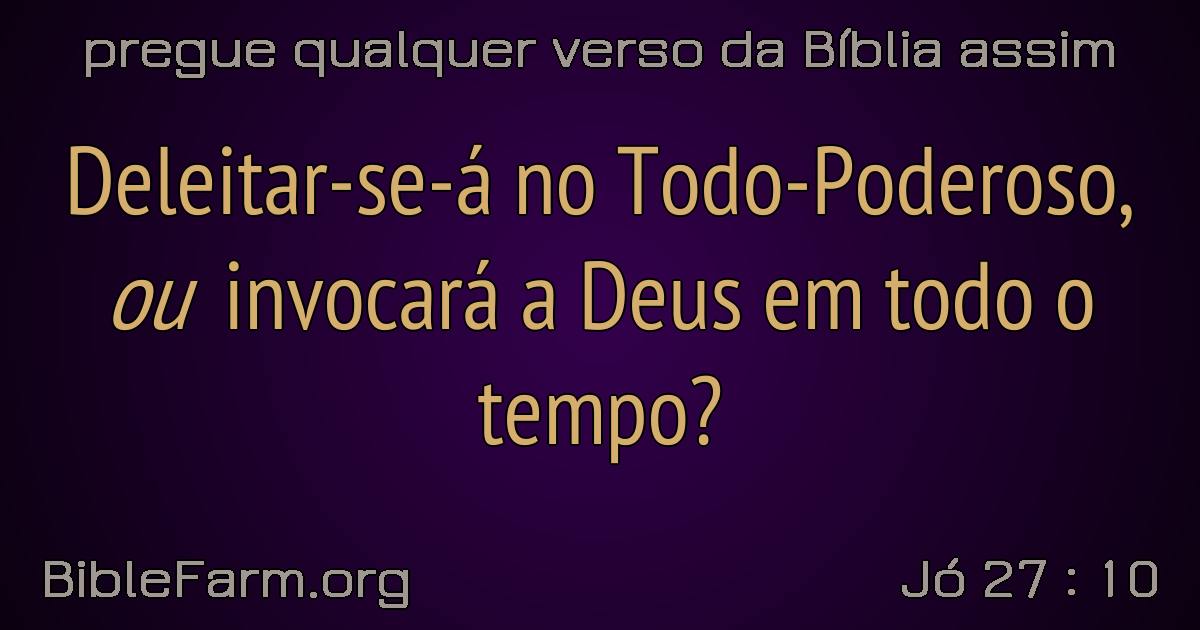 pregue qualquer verso da Bíblia assim
Deleitar-se-á no Todo-Poderoso,
ou invocará a Deus em todo o
tempo?
BibleFarm.org
Jó 27 : 10